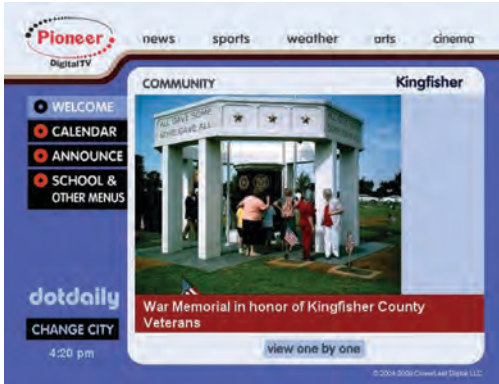 Pioneer
DigitalTV
news sports weather arts cinema
COMMUNITY
Kingfisher
WELCOME
CALENDAR
ANNOUNCE
SCHOOL &
OTHER MENUS
ALL GAVE SOME
SOME GAVE ALL
dotdaily
CHANGE CITY
4:20 pm
War Memorial in honor of Kingfisher County
Veterans
view one by one